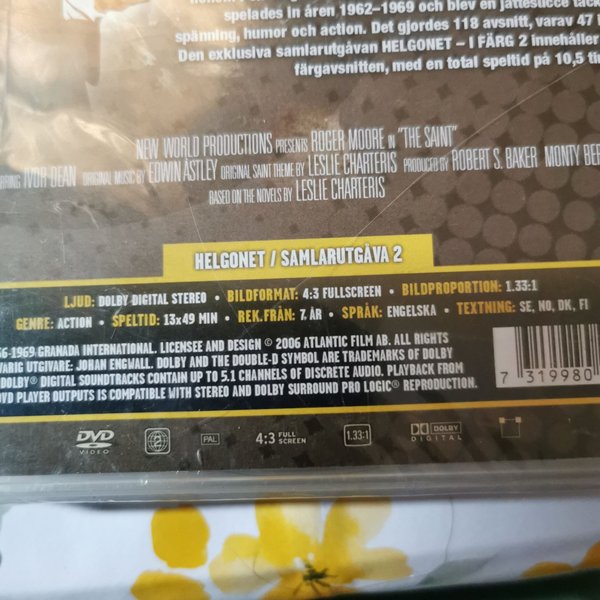 spelades in åren 1962–1969 och blev en jättesuccé tack
spänning, humor och action. Det gjordes 118 avsnitt, varav 47 i
Den exklusiva samlarutgåvan HELGONET – I FÄRG 2 innehåller
färgavsnitten, med en total speltid på 10,5 tim
NEW WORLD PRODUCTIONS PRESENTS ROGER MOORE IN "THE SAINT"
RRING IVOR DEAN ORIGINAL MUSIC BY EDWIN ASTLEY ORIGINAL SAINT THEME BY LESLIE CHARTERIS PRODUCED BY ROBERT S. BAKER MONTY BER
BASED ON THE NOVELS BY LESLIE CHARTERIS
HELGONET / SAMLARUTGÅVA 2
LJUD: DOLBY DIGITAL STEREO • BILDFORMAT: 4:3 FULLSCREEN • BILDPROPORTION: 1.33:1
GENRE: ACTION • SPELTID: 13x49 MIN • REK.FRÅN: 7 ÅR • SPRÅK: ENGELSKA • TEXTNING: SE, NO, DK, FI
66-1969 GRANADA INTERNATIONAL. LICENSEE AND DESIGN © 2006 ATLANTIC FILM AB. ALL RIGHTS
VARIG UTGIVARE: JOHAN ENGWALL. DOLBY AND THE DOUBLE-D SYMBOL ARE TRADEMARKS OF DOLBY
DOLBY® DIGITAL SOUNDTRACKS CONTAIN UP TO 5.1 CHANNELS OF DISCRETE AUDIO. PLAYBACK FROM
DVD PLAYER OUTPUTS IS COMPATIBLE WITH STEREO AND DOLBY SURROUND PRO LOGIC® REPRODUCTION.
7 319980
DVD VIDEO 2 PAL 4:3 FULL SCREEN 1.33:1 DOLBY DIGITAL